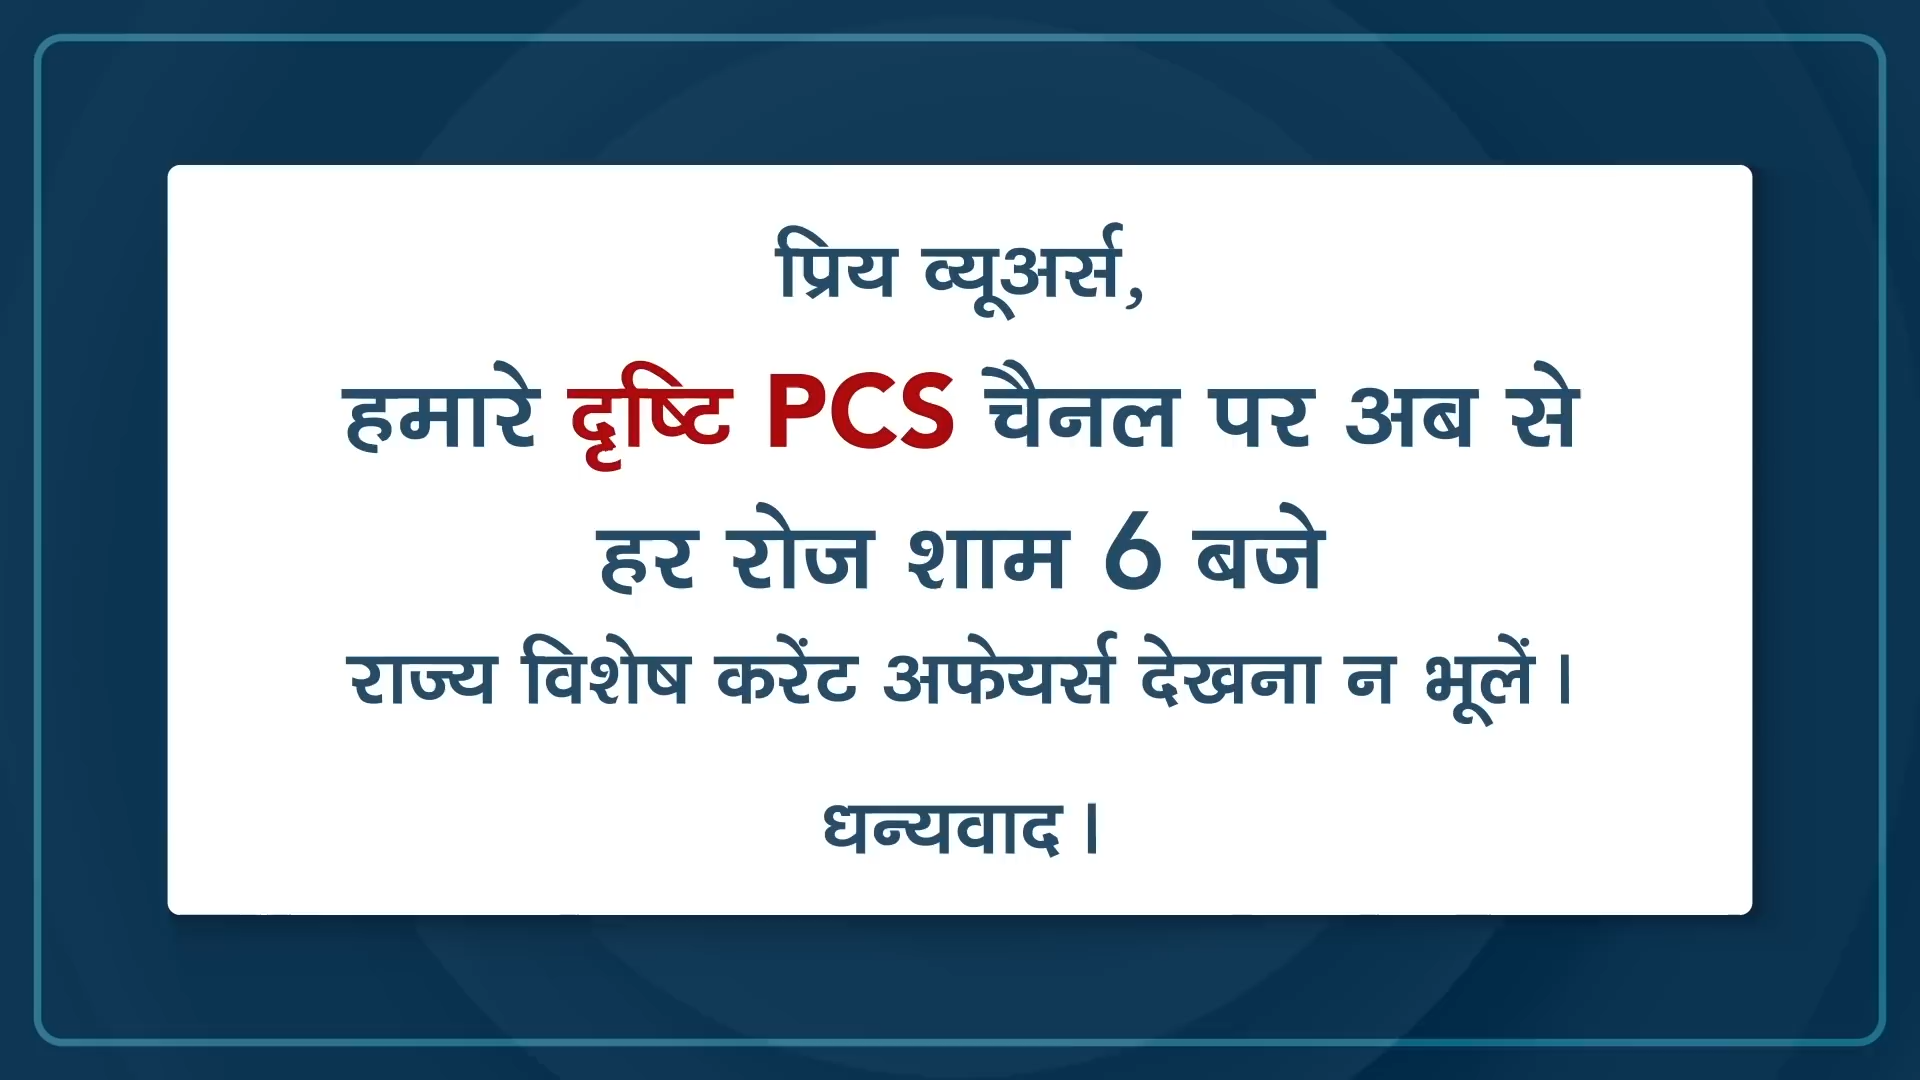 प्रिय व्यूअर्स,
हमारे दृष्टि PCS चैनल पर अब से
हर रोज शाम 6 बजे
राज्य विशेष करेंट अफेयर्स देखना न भूलें।
धन्यवाद।